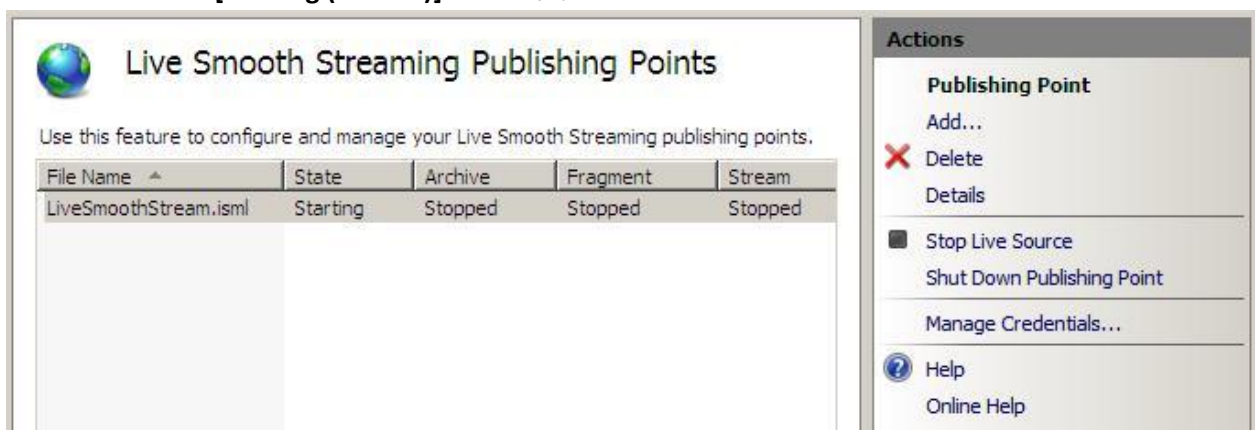 Live Smooth Streaming Publishing Points
Use this feature to configure and manage your Live Smooth Streaming publishing points.
File Name State Archive Fragment Stream
LiveSmoothStream.isml Starting Stopped Stopped Stopped
Actions
Publishing Point
Add...
Delete
Details
Stop Live Source
Shut Down Publishing Point
Manage Credentials...
Help
Online Help